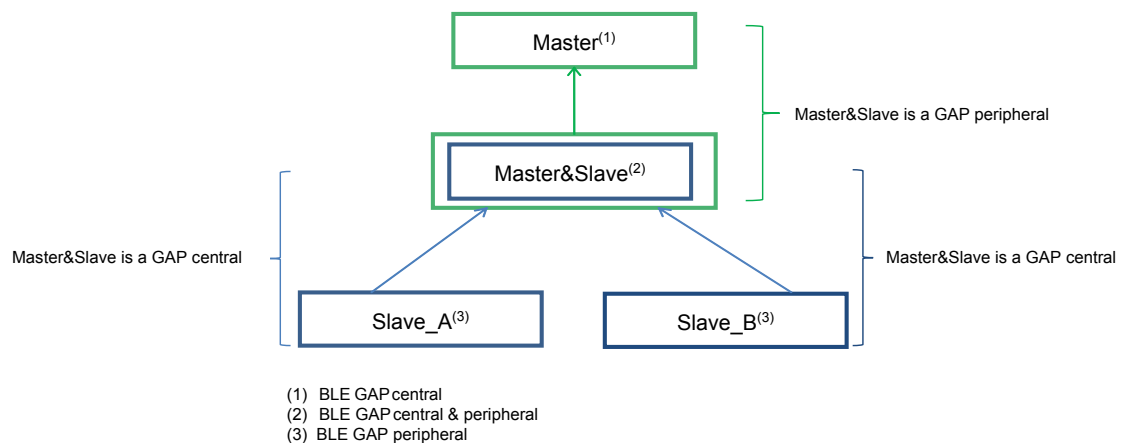 Master(1)
Master&Slave is a GAP peripheral
Master&Slave(2)
Master&Slave is a GAP central
Master&Slave is a GAP central
Slave_A(3)
Slave_B(3)
(1) BLE GAP central
(2) BLE GAP central & peripheral
(3) BLE GAP peripheral